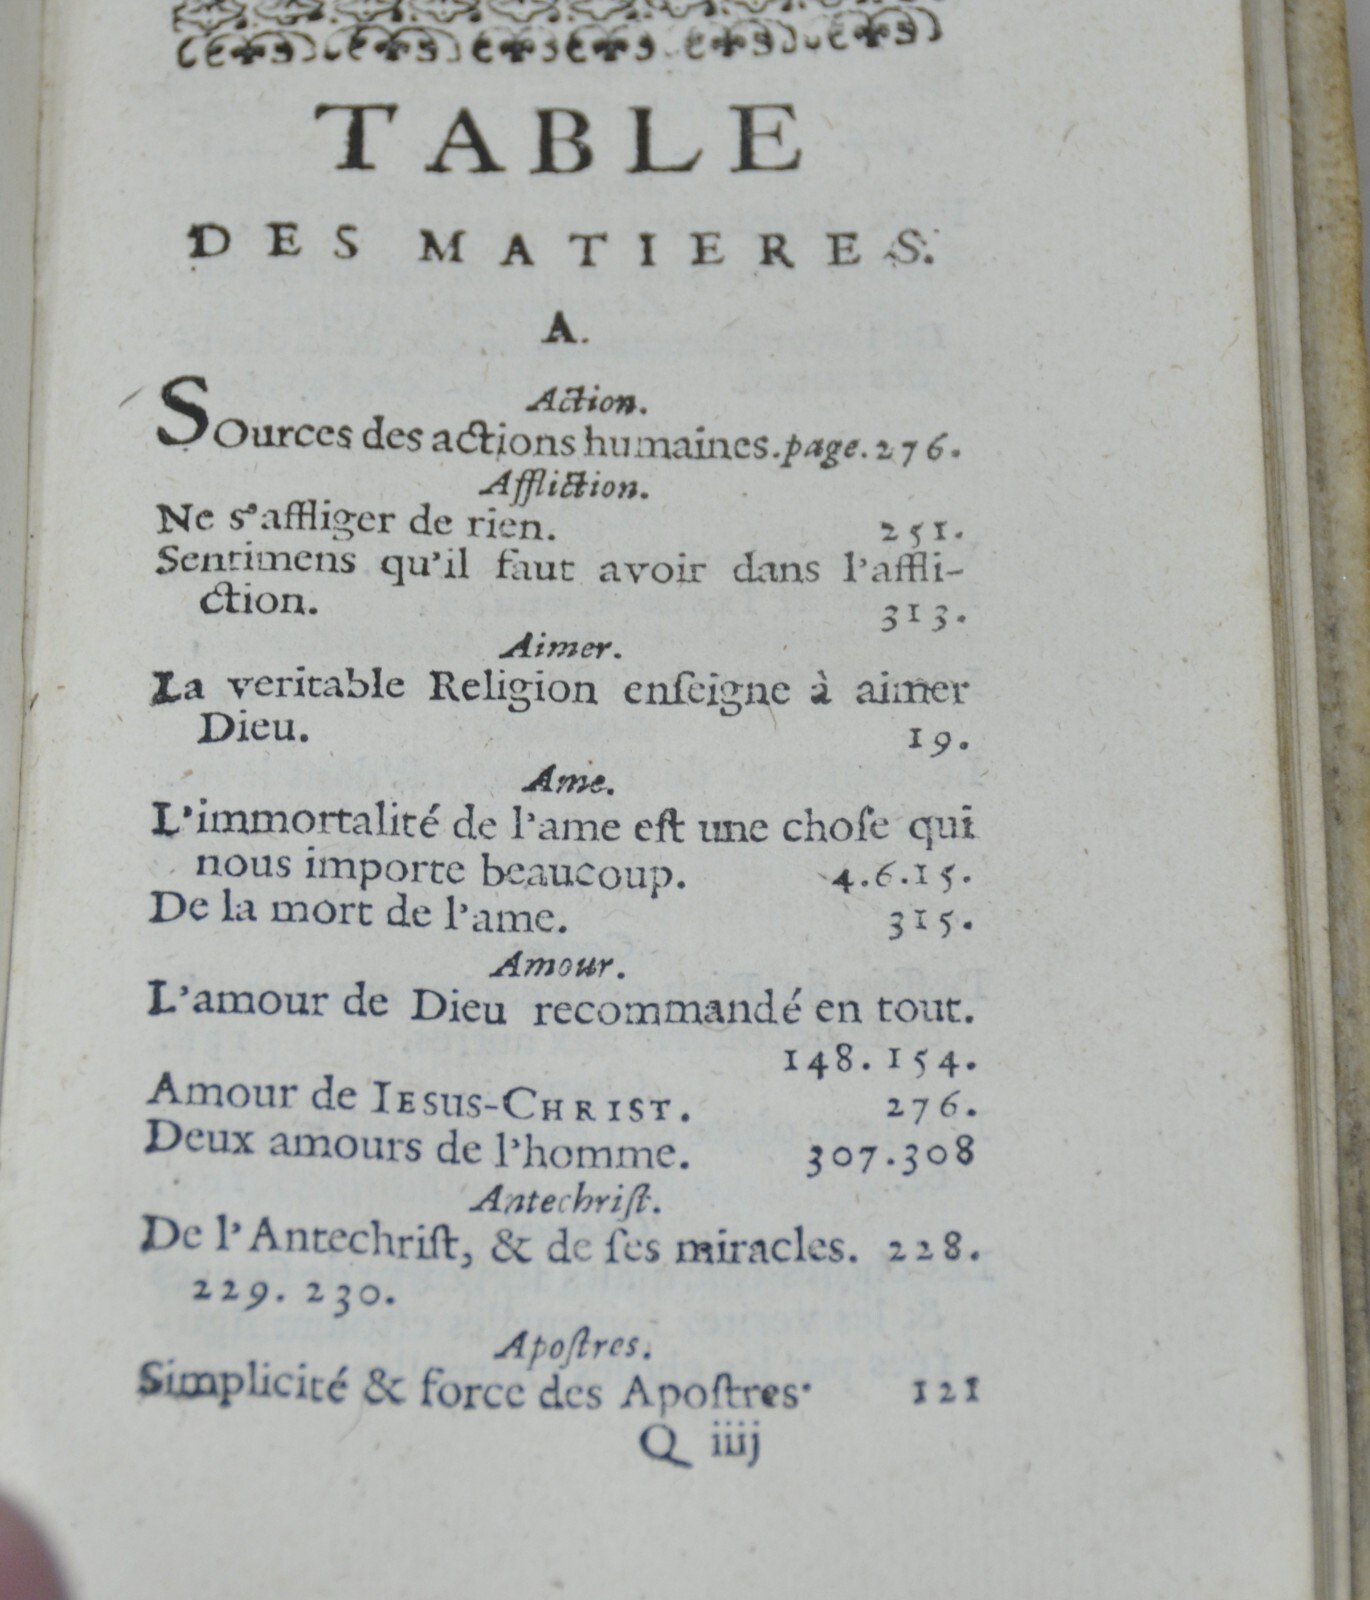 TABLE
DES MATIERES.
A.
Action.
SOurces des actions humaines. page. 276.
Affliction.
Ne s'affliger de rien. 251.
Sentimens qu'il faut avoir dans l'affli-
ction. 313.
Aimer.
La veritable Religion enſeigne à aimer
Dieu. 19.
Ame.
L'immortalité de l'ame eſt une choſe qui
nous importe beaucoup. 4.6.15.
De la mort de l'ame. 315.
Amour.
L'amour de Dieu recommandé en tout.
148. 154.
Amour de IESUS-CHRIST. 276.
Deux amours de l'homme. 307.308
Antechriſt.
De l'Antechriſt, & de ſes miracles. 228.
229. 230.
Apoſtres.
Simplicité & force des Apoſtres. 121
Q iiij